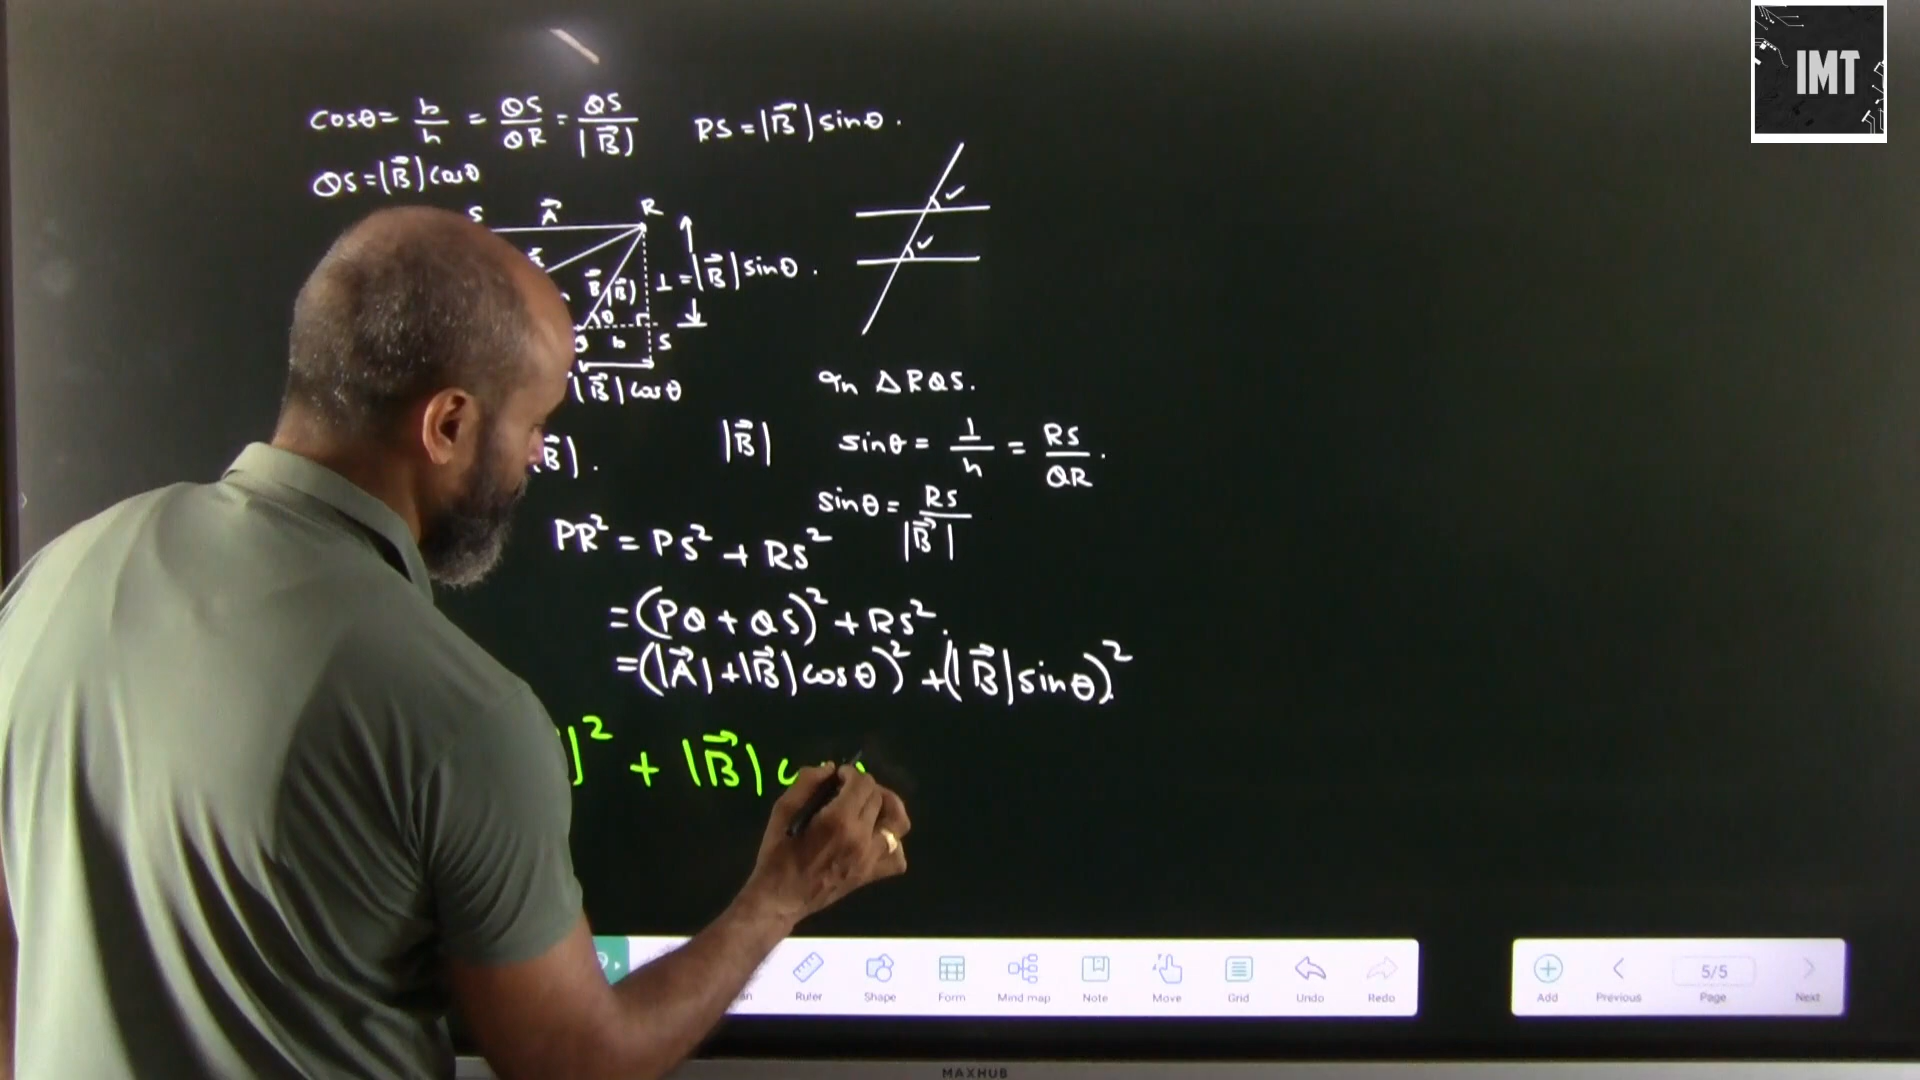 IMT
cosθ = b/h = QS/QR = QS/|B⃗|
RS = |B⃗| sinθ .
QS = |B⃗| cosθ
S A⃗ R
B⃗ |B⃗| ⊥ = |B⃗| sinθ .
θ
b S
|B⃗| cosθ
In Δ RQS.
B⃗| .
|B⃗|
sinθ = ⊥/h = RS/QR .
sinθ = RS/|B⃗|
PR² = PS² + RS²
= (PQ + QS)² + RS² .
= (|A⃗| + |B⃗| cosθ)² + (|B⃗| sinθ)² .
|² + |B⃗| c
Ruler Shape Form Mind map Note Move Grid Undo Redo
Add Previous 5/5 Page Next
MAXHUB